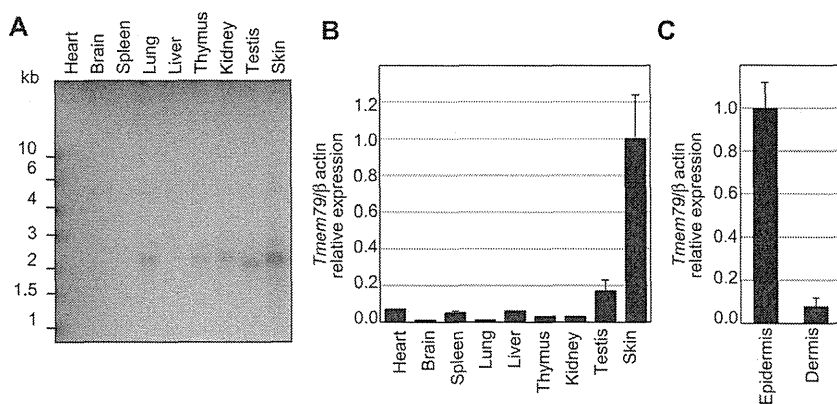 A
Heart
Brain
Spleen
Lung
Liver
Thymus
Kidney
Testis
Skin
kb
10
6
4
3
2
1.5
1
B
Tmem79/β actin
relative expression
1.2
1.0
0.8
0.6
0.4
0.2
0.0
Heart
Brain
Spleen
Lung
Liver
Thymus
Kidney
Testis
Skin
C
Tmem79/β actin
relative expression
1.0
0.8
0.6
0.4
0.2
0.0
Epidermis
Dermis